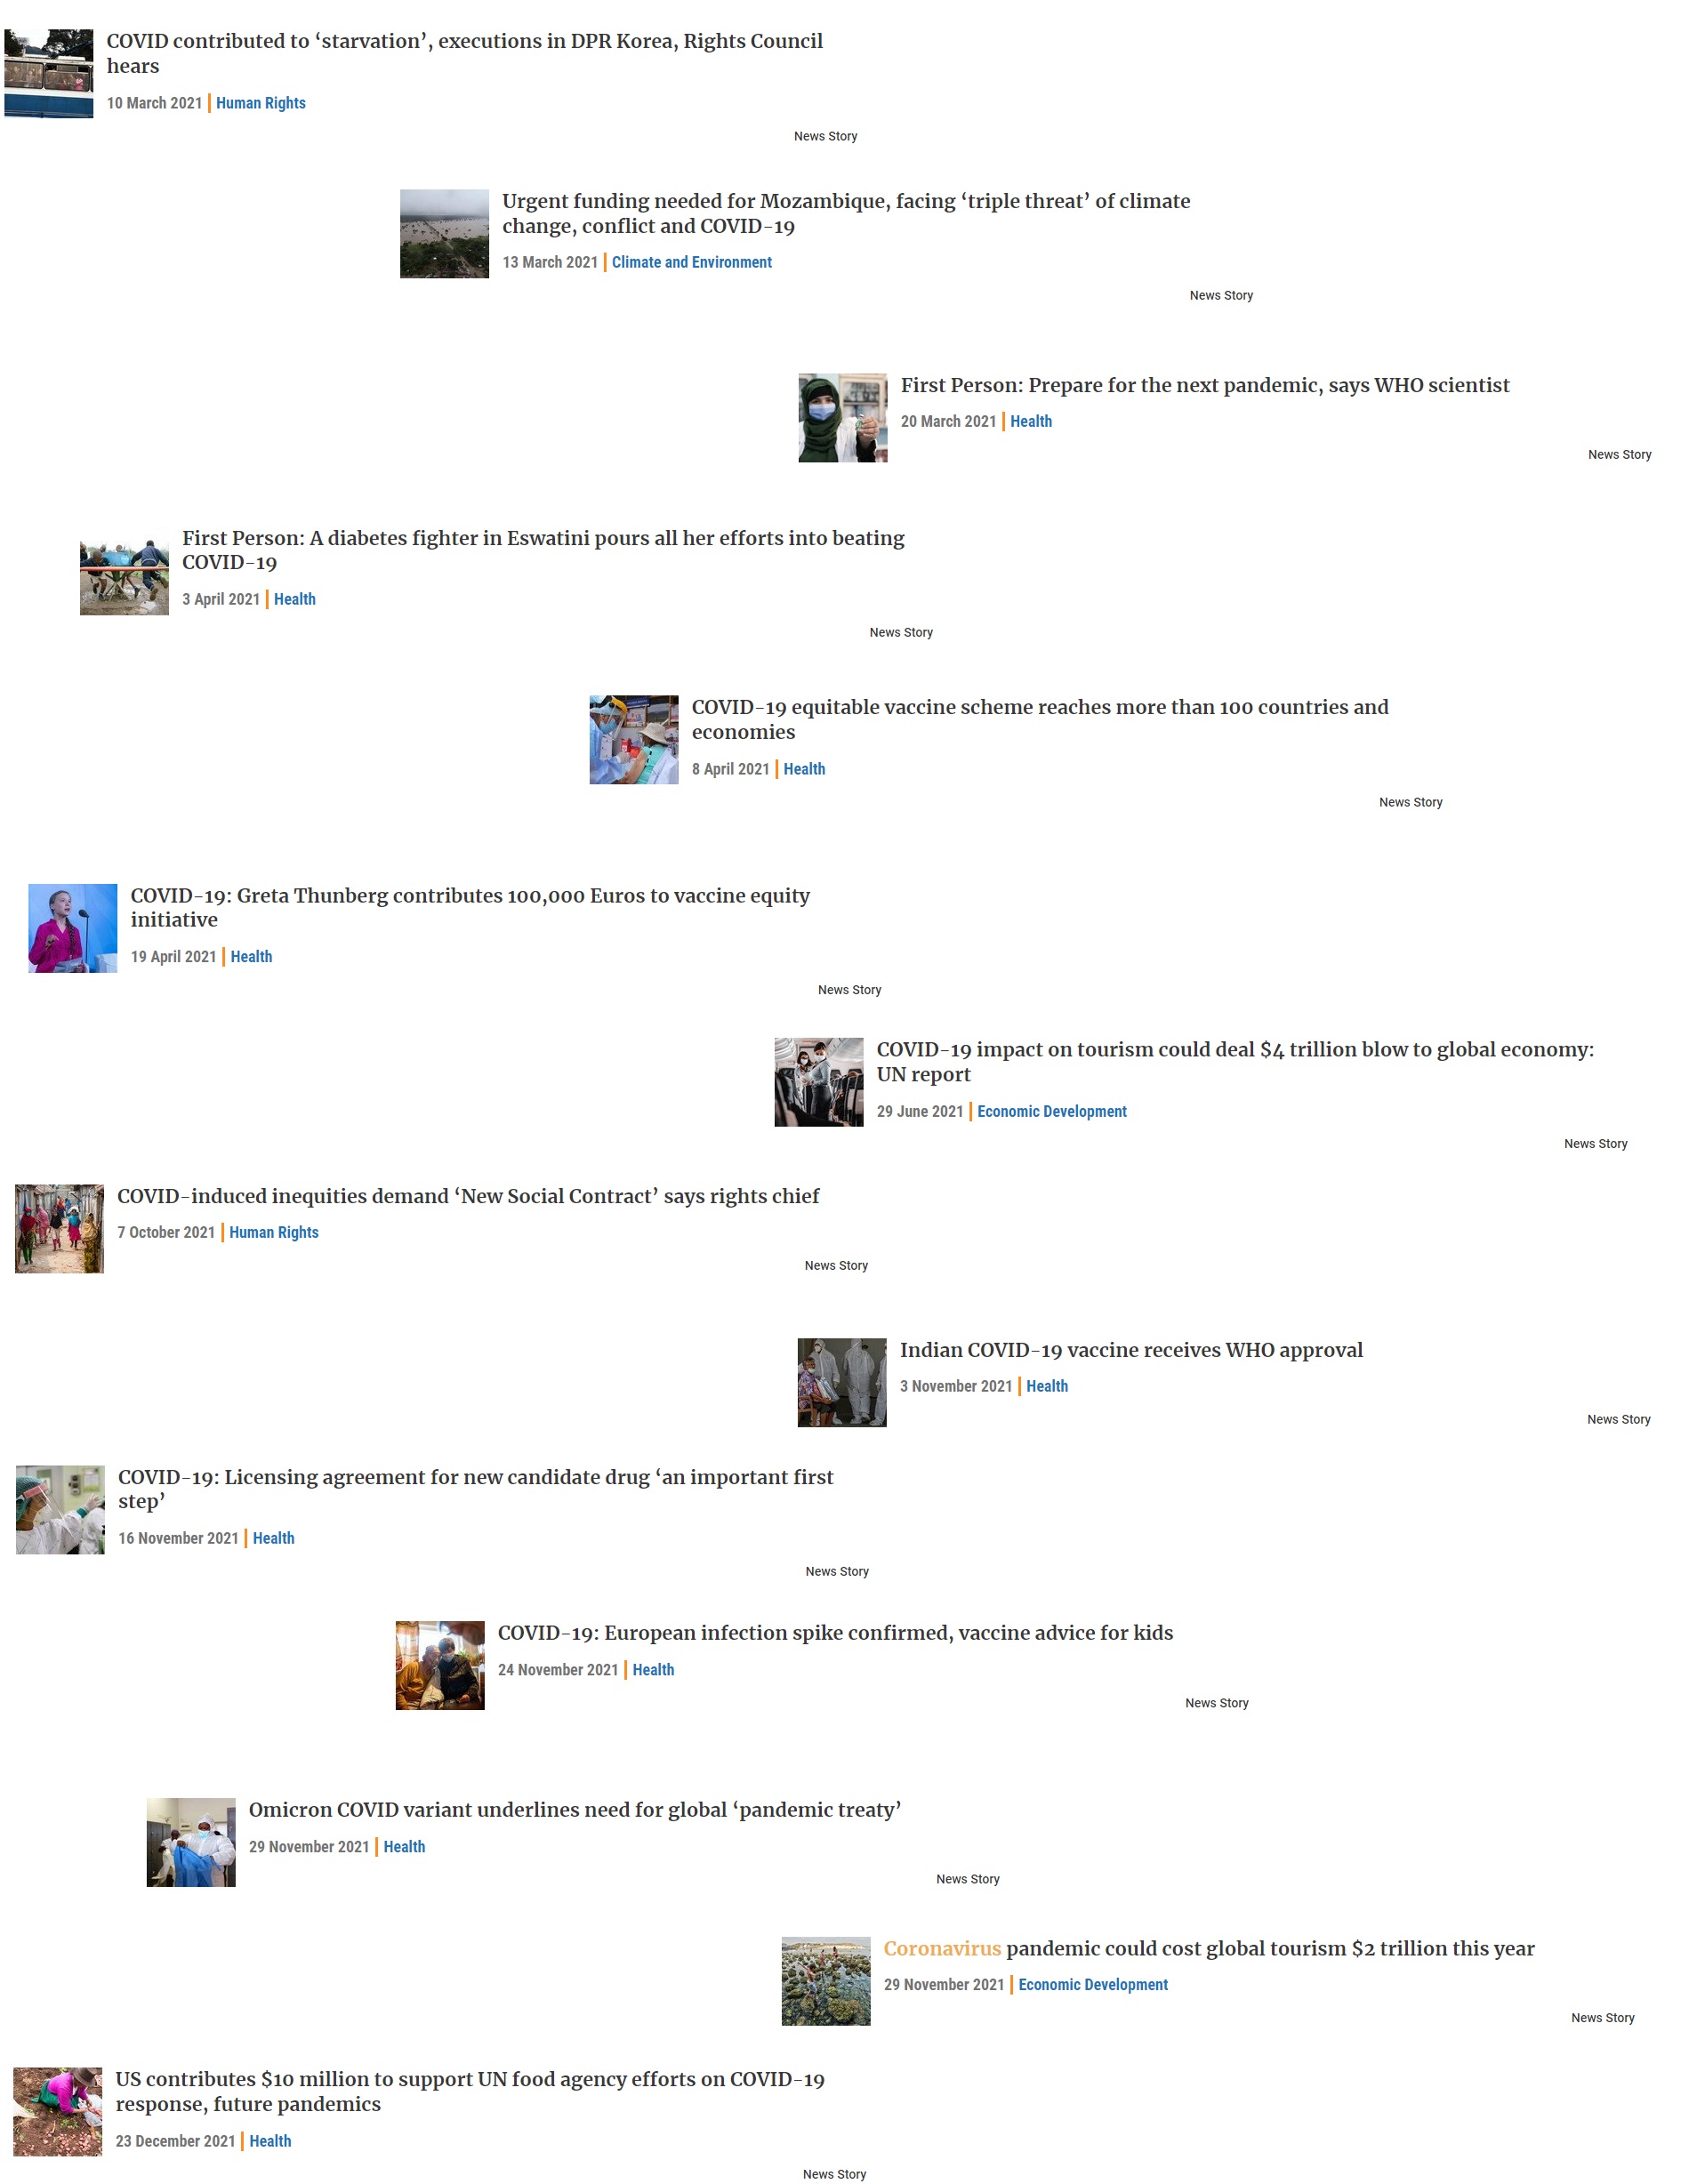 COVID contributed to ‘starvation’, executions in DPR Korea, Rights Council
hears
10 March 2021 | Human Rights
News Story
Urgent funding needed for Mozambique, facing ‘triple threat’ of climate
change, conflict and COVID-19
13 March 2021 | Climate and Environment
News Story
First Person: Prepare for the next pandemic, says WHO scientist
20 March 2021 | Health
News Story
First Person: A diabetes fighter in Eswatini pours all her efforts into beating
COVID-19
3 April 2021 | Health
News Story
COVID-19 equitable vaccine scheme reaches more than 100 countries and
economies
8 April 2021 | Health
News Story
COVID-19: Greta Thunberg contributes 100,000 Euros to vaccine equity
initiative
19 April 2021 | Health
News Story
COVID-19 impact on tourism could deal $4 trillion blow to global economy:
UN report
29 June 2021 | Economic Development
News Story
COVID-induced inequities demand ‘New Social Contract’ says rights chief
7 October 2021 | Human Rights
News Story
Indian COVID-19 vaccine receives WHO approval
3 November 2021 | Health
News Story
COVID-19: Licensing agreement for new candidate drug ‘an important first
step’
16 November 2021 | Health
News Story
COVID-19: European infection spike confirmed, vaccine advice for kids
24 November 2021 | Health
News Story
Omicron COVID variant underlines need for global ‘pandemic treaty’
29 November 2021 | Health
News Story
Coronavirus pandemic could cost global tourism $2 trillion this year
29 November 2021 | Economic Development
News Story
US contributes $10 million to support UN food agency efforts on COVID-19
response, future pandemics
23 December 2021 | Health
News Story